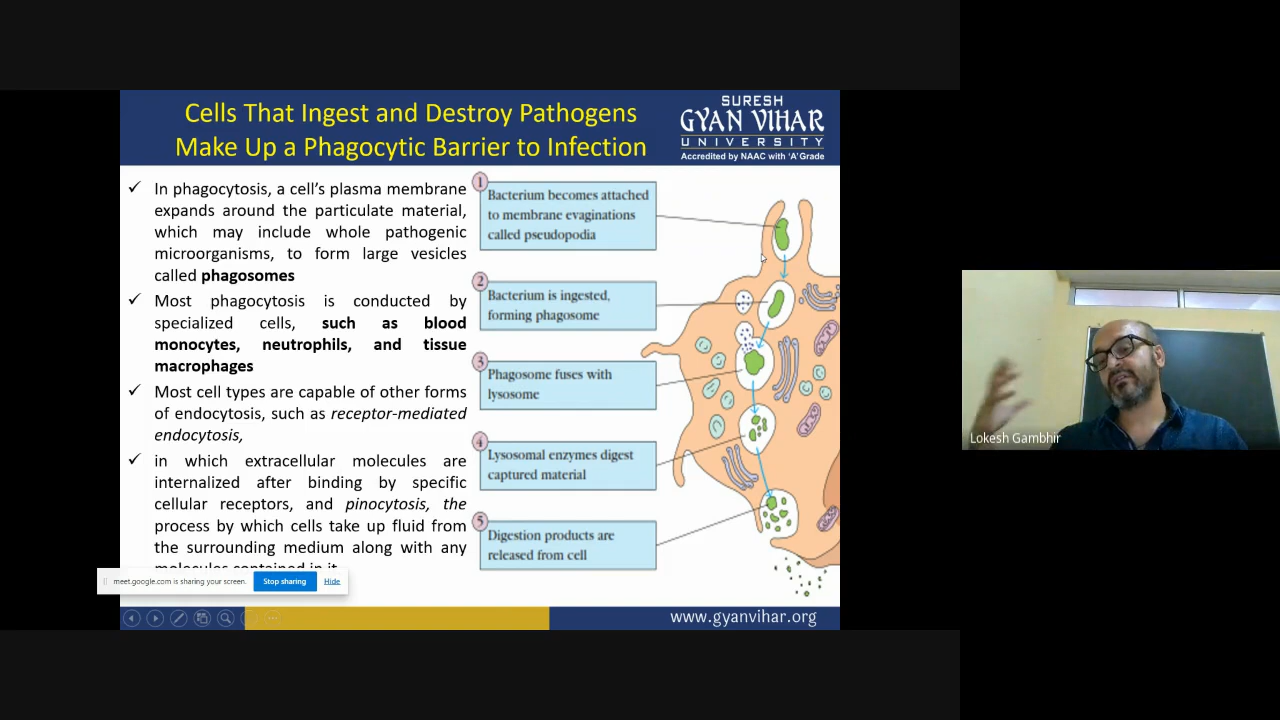 Cells That Ingest and Destroy Pathogens
Make Up a Phagocytic Barrier to Infection
SURESH
GYAN VIHAR
UNIVERSITY
Accredited by NAAC with 'A' Grade
✓ In phagocytosis, a cell's plasma membrane
expands around the particulate material,
which may include whole pathogenic
microorganisms, to form large vesicles
called phagosomes
✓ Most phagocytosis is conducted by
specialized cells, such as blood
monocytes, neutrophils, and tissue
macrophages
✓ Most cell types are capable of other forms
of endocytosis, such as receptor-mediated
endocytosis,
✓ in which extracellular molecules are
internalized after binding by specific
cellular receptors, and pinocytosis, the
process by which cells take up fluid from
the surrounding medium along with any
molecules contained in it
1
Bacterium becomes attached
to membrane evaginations
called pseudopodia
2
Bacterium is ingested,
forming phagosome
3
Phagosome fuses with
lysosome
4
Lysosomal enzymes digest
captured material
5
Digestion products are
released from cell
meet.google.com is sharing your screen.
Stop sharing
Hide
www.gyanvihar.org
Lokesh Gambhir